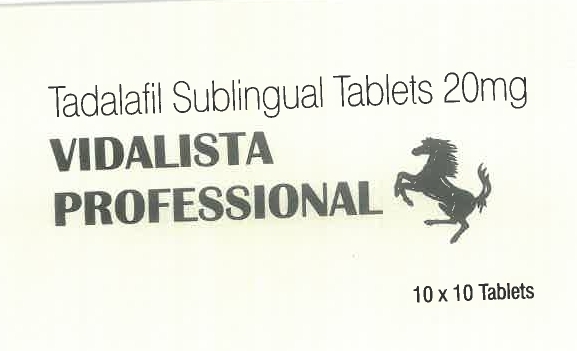 Tadalafil Sublingual Tablets 20mg
VIDALISTA
PROFESSIONAL
10 x 10 Tablets